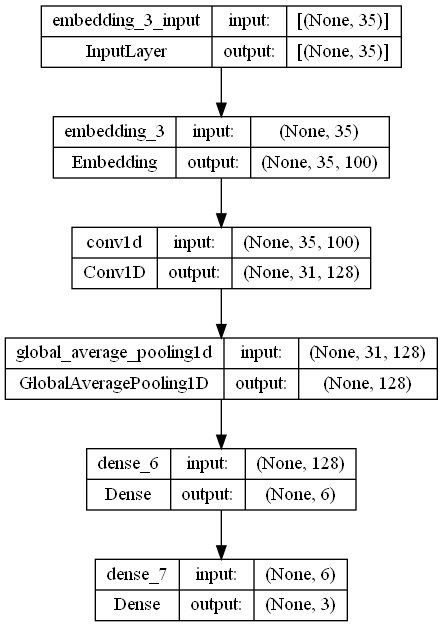 embedding_3_input input: [(None, 35)]
InputLayer output: [(None, 35)]
embedding_3 input: (None, 35)
Embedding output: (None, 35, 100)
conv1d input: (None, 35, 100)
Conv1D output: (None, 31, 128)
global_average_pooling1d input: (None, 31, 128)
GlobalAveragePooling1D output: (None, 128)
dense_6 input: (None, 128)
Dense output: (None, 6)
dense_7 input: (None, 6)
Dense output: (None, 3)